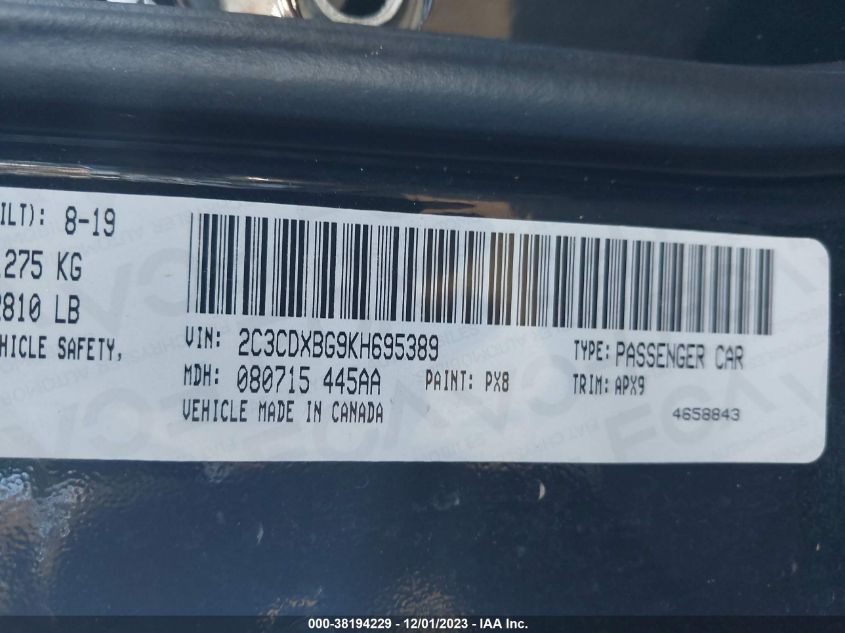 ILT): 8-19
.275 KG
2810 LB
HICLE SAFETY,
VIN: 2C3CDXBG9KH695389
TYPE: PASSENGER CAR
MDH: 080715 445AA
PAINT: PX8
TRIM: APX9
VEHICLE MADE IN CANADA
4658843
000-38194229 - 12/01/2023 - IAA Inc.